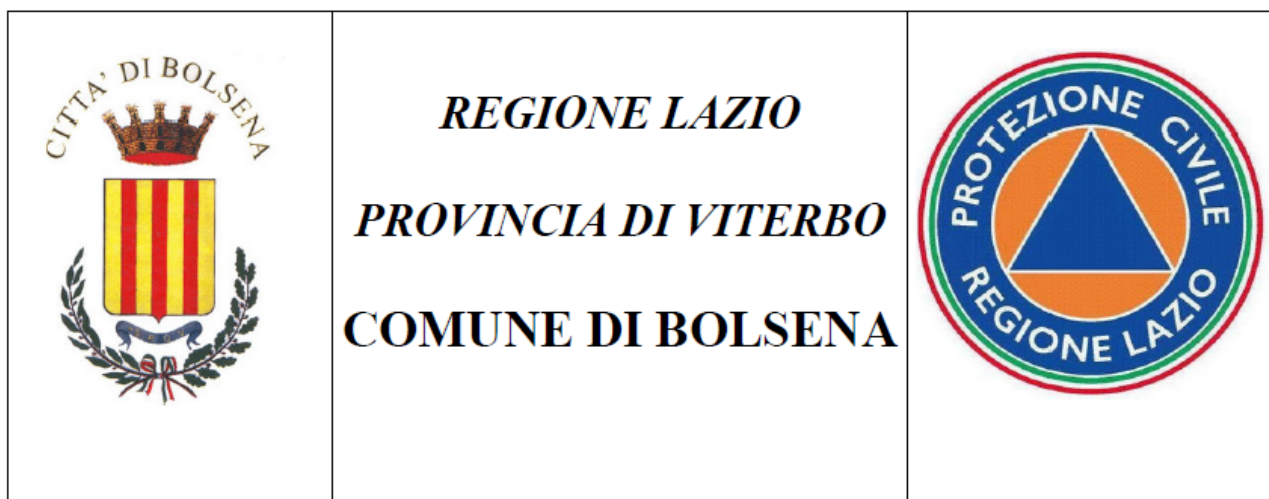 CITTA' DI BOLSENA
REGIONE LAZIO
PROVINCIA DI VITERBO
COMUNE DI BOLSENA
PROTEZIONE CIVILE
REGIONE LAZIO